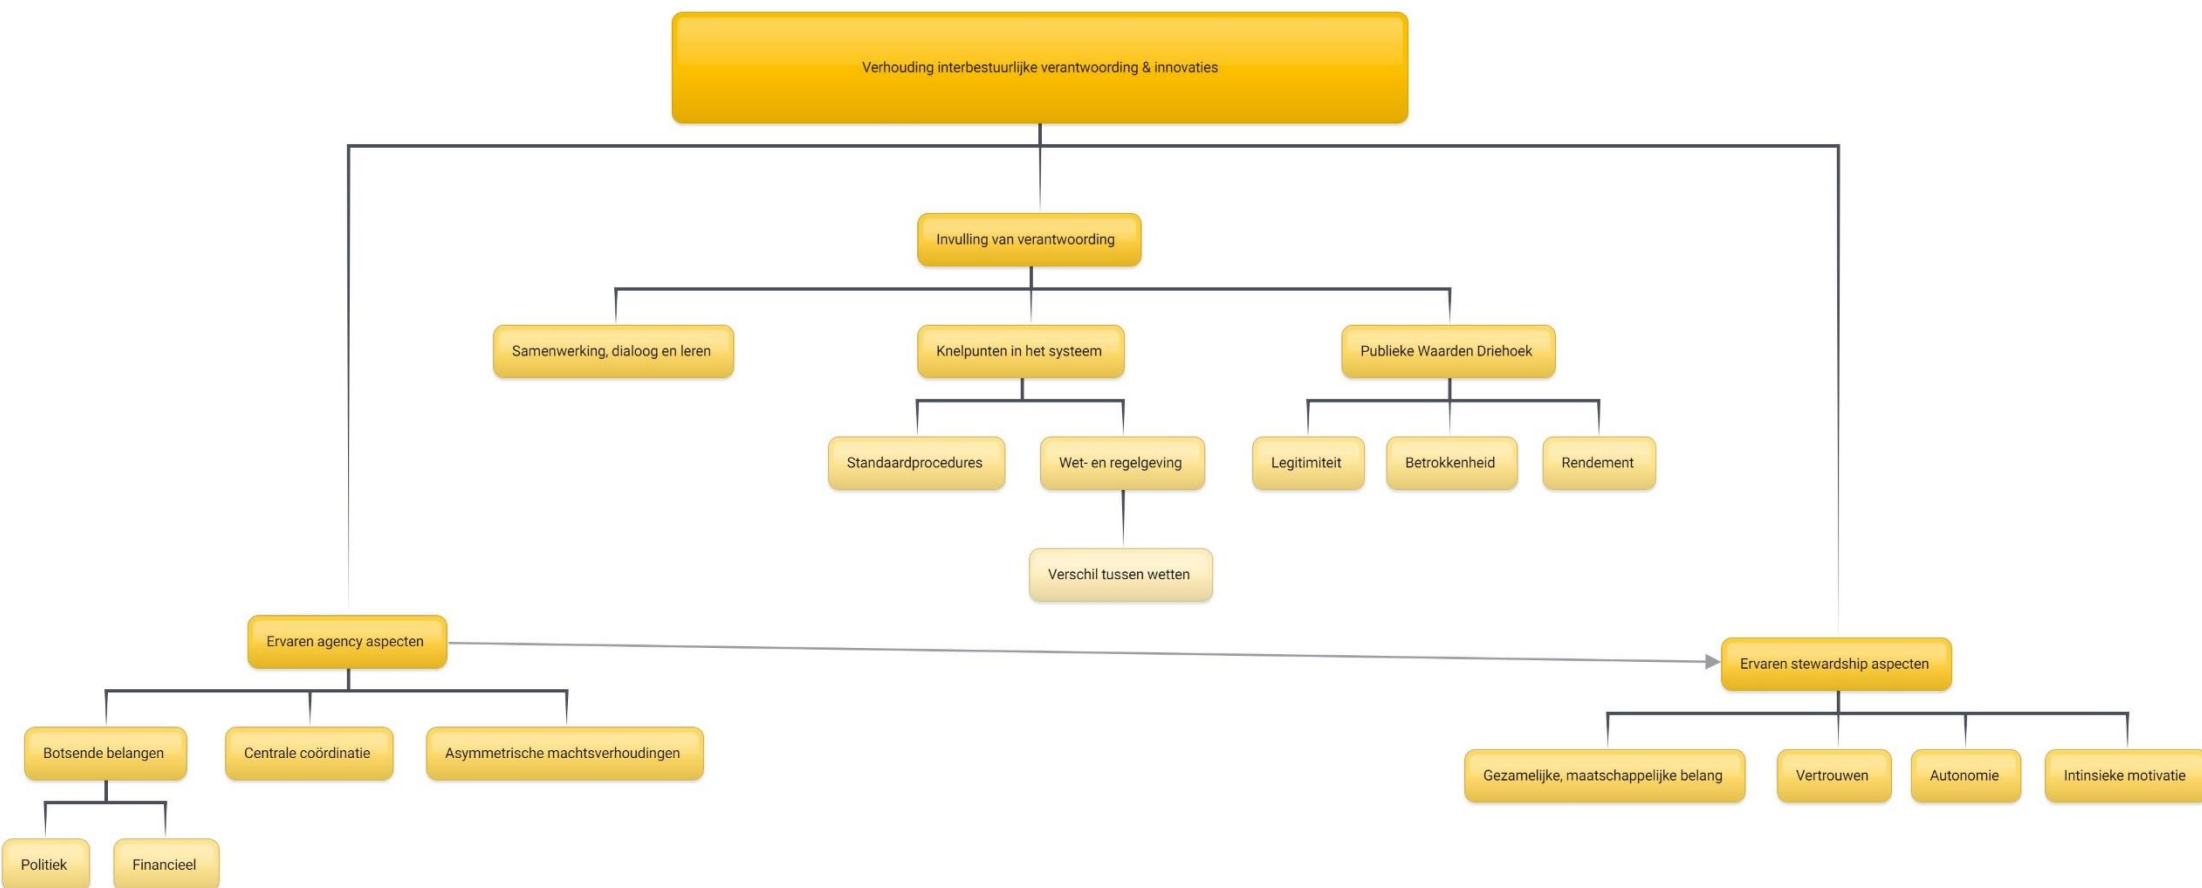 Verhouding interbestuurlijke verantwoording & innovaties
Invulling van verantwoording
Samenwerking, dialoog en leren
Knelpunten in het systeem
Publieke Waarden Driehoek
Standaardprocedures
Wet- en regelgeving
Legitimiteit
Betrokkenheid
Rendement
Verschil tussen wetten
Ervaren agency aspecten
Ervaren stewardship aspecten
Botsende belangen
Centrale coördinatie
Asymmetrische machtsverhoudingen
Gezamelijke, maatschappelijke belang
Vertrouwen
Autonomie
Intinsieke motivatie
Politiek
Financieel